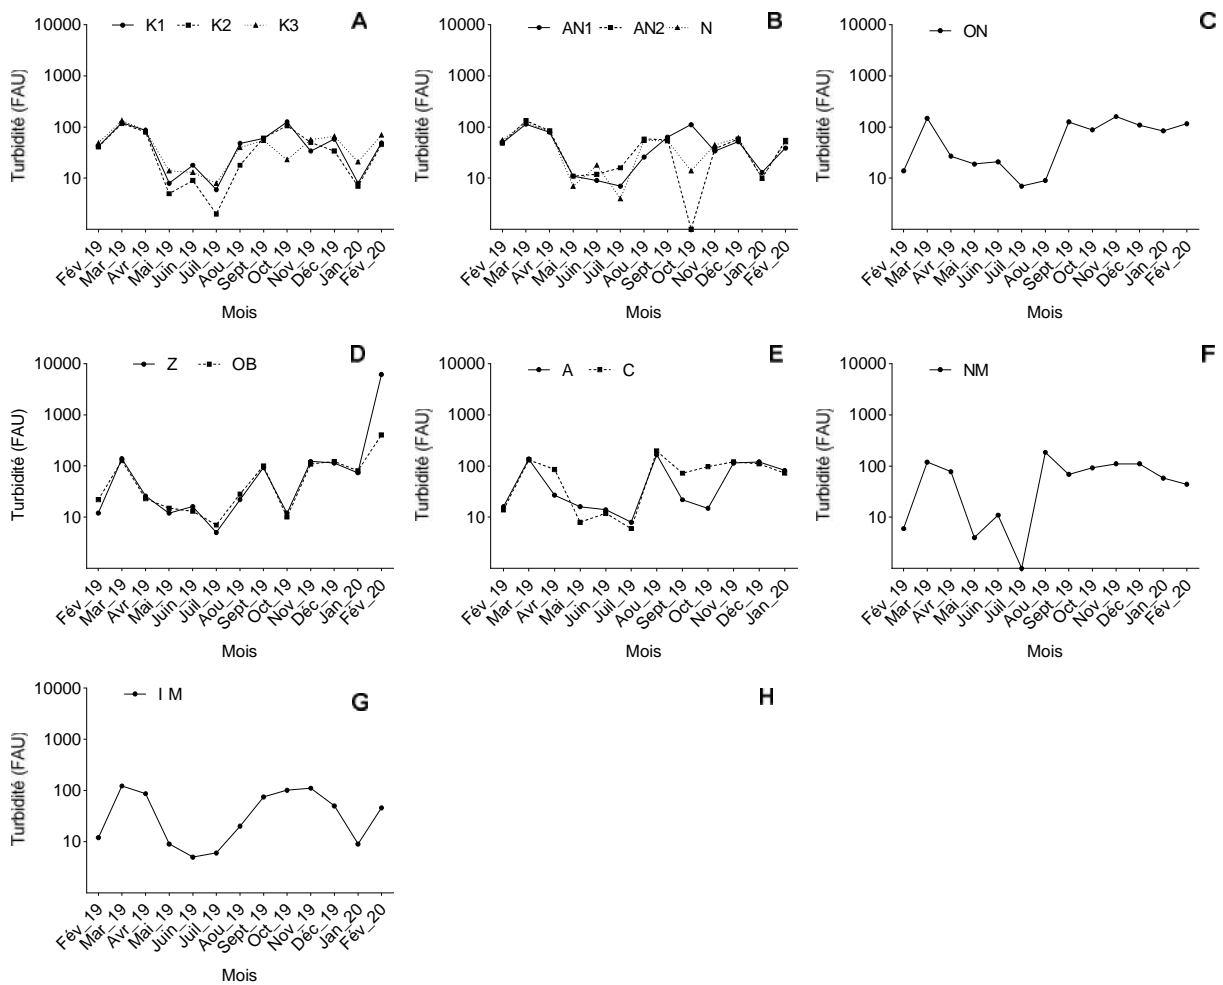 K1 K2 K3 A
10000
1000
100
10
Turbidité (FAU)
Fév_19 Mar_19 Avr_19 Mai_19 Juin_19 Juil_19 Aou_19 Sept_19 Oct_19 Nov_19 Déc_19 Jan_20 Fév_20
Mois
AN1 AN2 N B
10000
1000
100
10
Turbidité (FAU)
Fév_19 Mar_19 Avr_19 Mai_19 Juin_19 Juil_19 Aou_19 Sept_19 Oct_19 Nov_19 Déc_19 Jan_20 Fév_20
Mois
ON C
10000
1000
100
10
Turbidité (FAU)
Fév_19 Mar_19 Avr_19 Mai_19 Juin_19 Juil_19 Aou_19 Sept_19 Oct_19 Nov_19 Déc_19 Jan_20 Fév_20
Mois
Z OB D
10000
1000
100
10
Turbidité (FAU)
Fév_19 Mar_19 Avr_19 Mai_19 Juin_19 Juil_19 Aou_19 Sept_19 Oct_19 Nov_19 Déc_19 Jan_20 Fév_20
Mois
A C E
10000
1000
100
10
Turbidité (FAU)
Fév_19 Mar_19 Avr_19 Mai_19 Juin_19 Juil_19 Aou_19 Sept_19 Oct_19 Nov_19 Déc_19 Jan_20
Mois
NM F
10000
1000
100
10
Turbidité (FAU)
Fév_19 Mar_19 Avr_19 Mai_19 Juin_19 Juil_19 Aou_19 Sept_19 Oct_19 Nov_19 Déc_19 Jan_20 Fév_20
Mois
I M G
10000
1000
100
10
Turbidité (FAU)
Fév_19 Mar_19 Avr_19 Mai_19 Juin_19 Juil_19 Aou_19 Sept_19 Oct_19 Nov_19 Déc_19 Jan_20 Fév_20
Mois
H